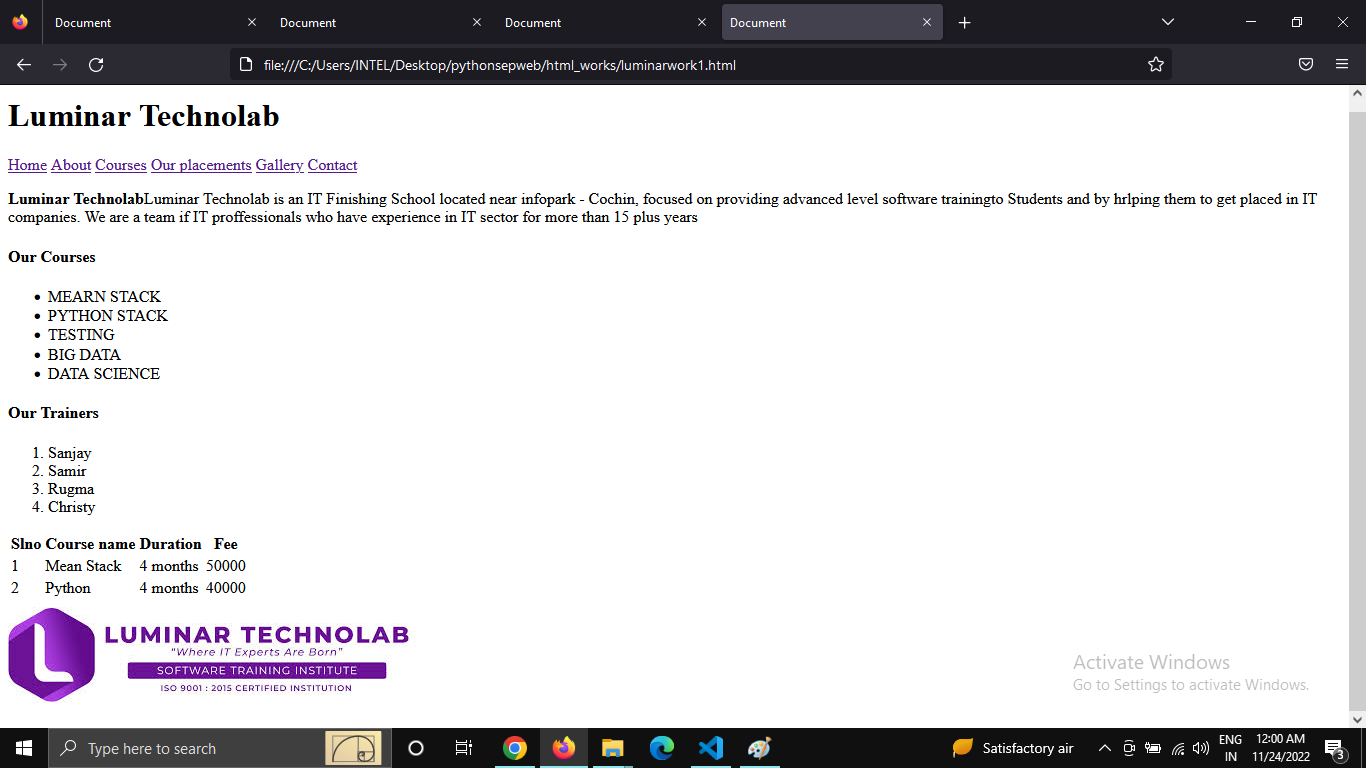 Document
Document
Document
Document
file:///C:/Users/INTEL/Desktop/pythonsepweb/html_works/luminarwork1.html
Luminar Technolab
Home About Courses Our placements Gallery Contact
Luminar TechnolabLuminar Technolab is an IT Finishing School located near infopark - Cochin, focused on providing advanced level software trainingto Students and by hrlping them to get placed in IT
companies. We are a team if IT proffessionals who have experience in IT sector for more than 15 plus years
Our Courses
• MEARN STACK
• PYTHON STACK
• TESTING
• BIG DATA
• DATA SCIENCE
Our Trainers
1. Sanjay
2. Samir
3. Rugma
4. Christy
Slno Course name Duration Fee
1 Mean Stack 4 months 50000
2 Python 4 months 40000
LUMINAR TECHNOLAB
"Where IT Experts Are Born"
SOFTWARE TRAINING INSTITUTE
ISO 9001 : 2015 CERTIFIED INSTITUTION
Activate Windows
Go to Settings to activate Windows.
Type here to search
Satisfactory air
ENG
IN
12:00 AM
11/24/2022
3